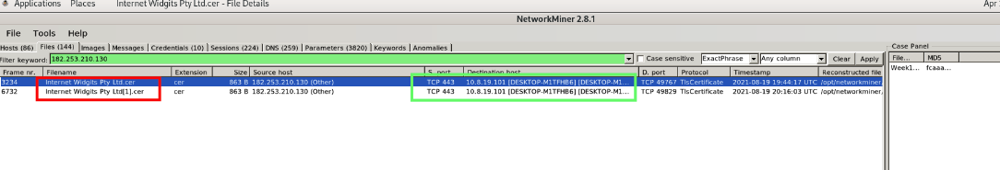 Applications Places Internet Widgits Pty Ltd.cer - File Details Apr
NetworkMiner 2.8.1
File Tools Help
Hosts (86) Files (144) Images Messages Credentials (10) Sessions (224) DNS (259) Parameters (3820) Keywords Anomalies
Case Panel
Filter keyword: 182.253.210.130 Case sensitive ExactPhrase Any column Clear Apply
File... MD5
Week1... fcaaa...
Frame nr. Filename Extension Size Source host S. port Destination host D. port Protocol Timestamp Reconstructed file
3234 Internet Widgits Pty Ltd.cer cer 863 B 182.253.210.130 (Other) TCP 443 10.8.19.101 [DESKTOP-M1TFHB6] [DESKTOP-M1... TCP 49767 TlsCertificate 2021-08-19 19:44:17 UTC /opt/networkminer,
6732 Internet Widgits Pty Ltd[1].cer cer 863 B 182.253.210.130 (Other) TCP 443 10.8.19.101 [DESKTOP-M1TFHB6] [DESKTOP-M1... TCP 49829 TlsCertificate 2021-08-19 20:16:03 UTC /opt/networkminer,